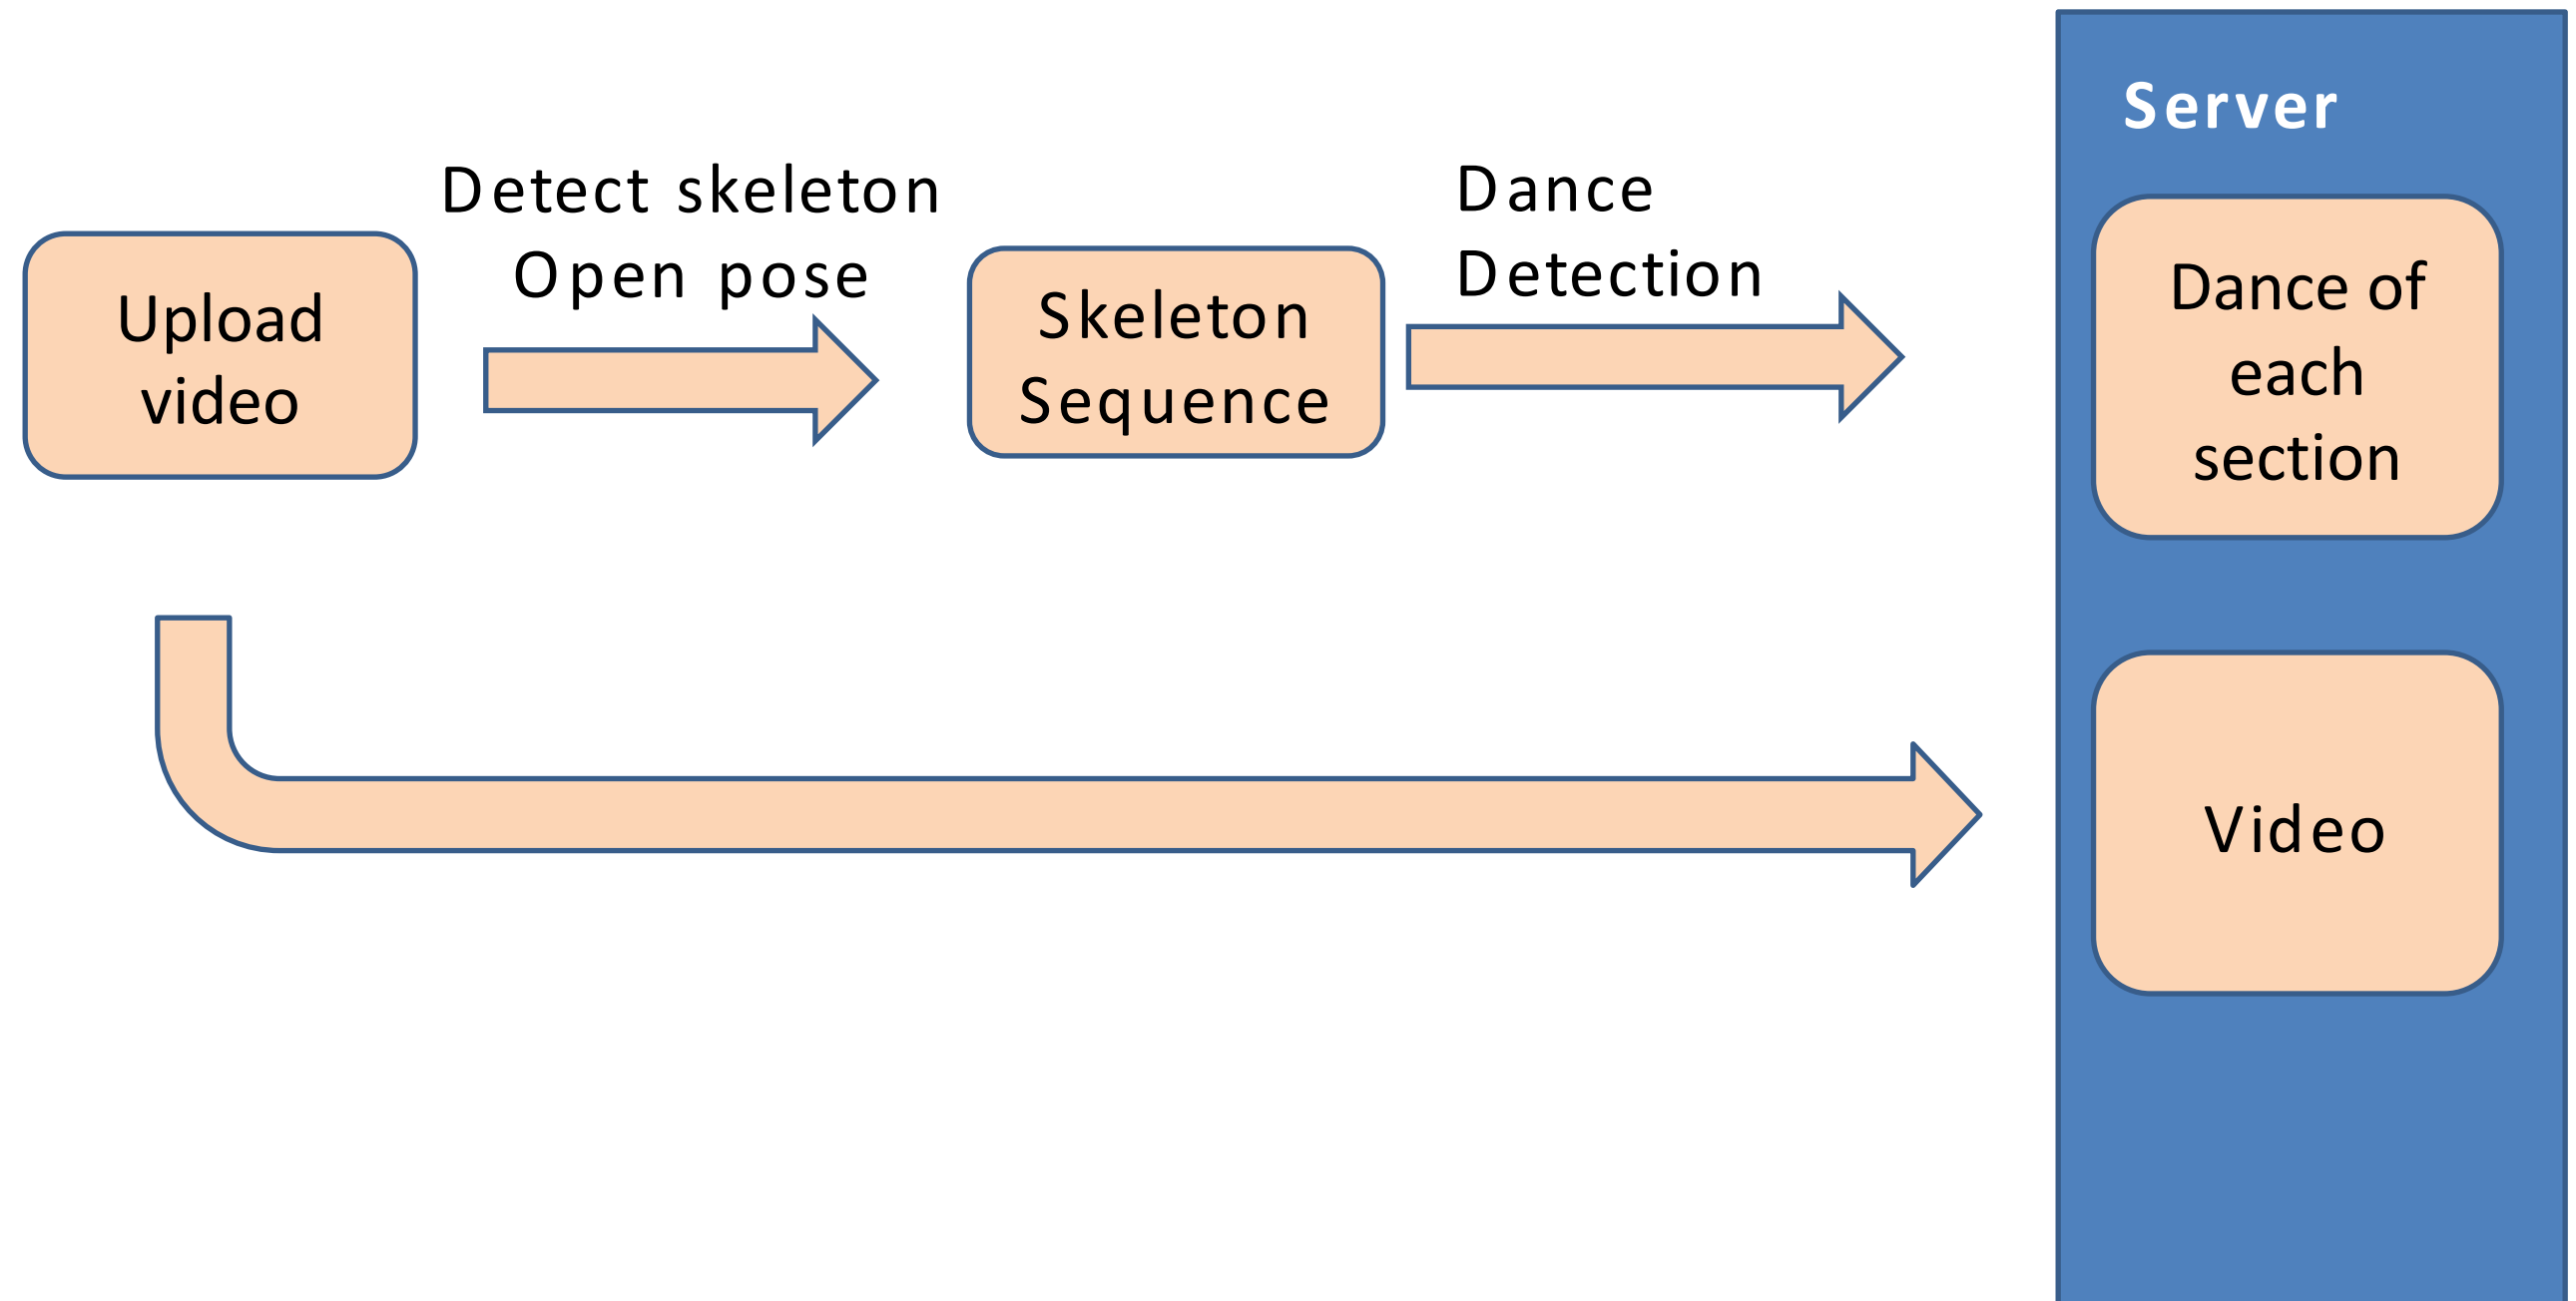 Server
Detect skeleton
Open pose
Dance
Detection
Upload
video
Skeleton
Sequence
Dance of
each
section
Video